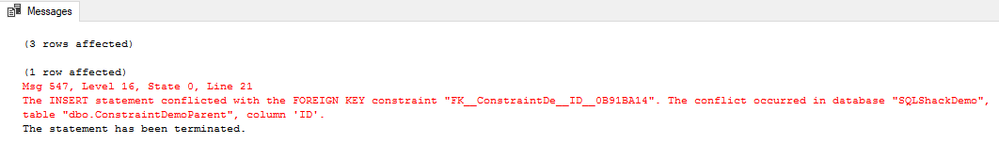 Messages
(3 rows affected)
(1 row affected)
Msg 547, Level 16, State 0, Line 21
The INSERT statement conflicted with the FOREIGN KEY constraint "FK__ConstraintDe__ID__0B91BA14". The conflict occurred in database "SQLShackDemo",
table "dbo.ConstraintDemoParent", column 'ID'.
The statement has been terminated.